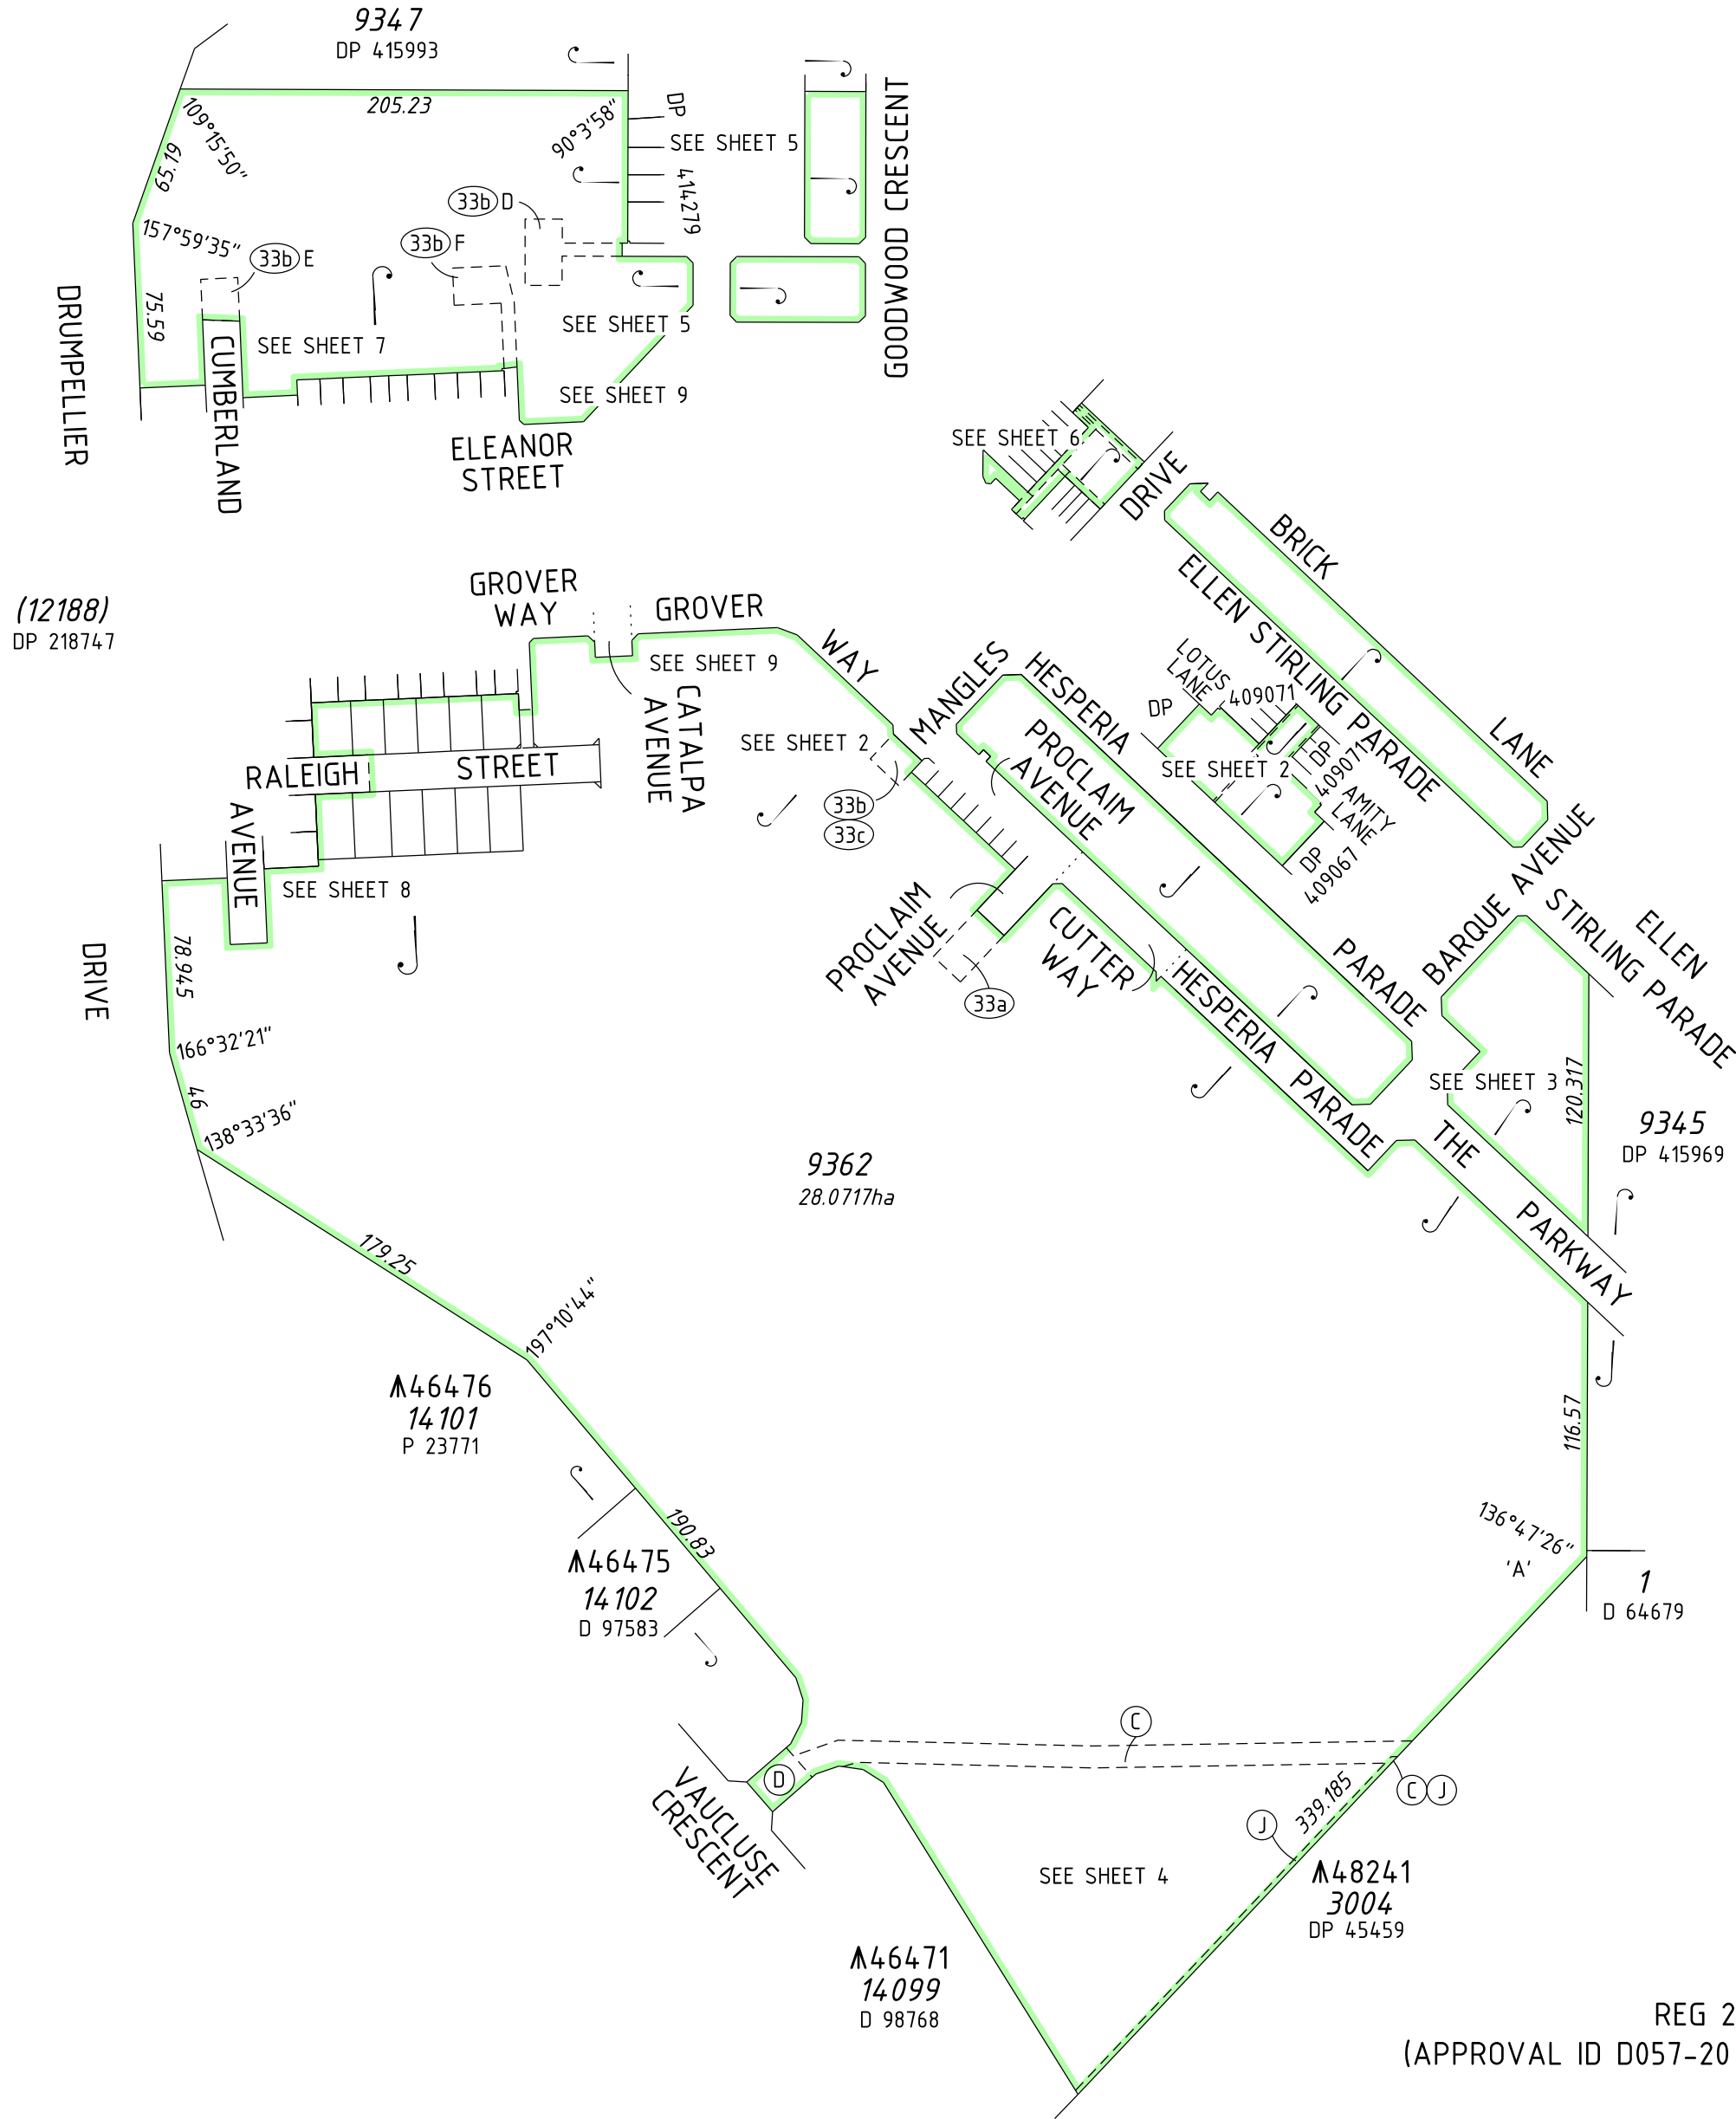 9347
DP 415993
205.23
109°15'50"
90°3'58"
DP
414279
SEE SHEET 5
65.19
157°59'35"
33b D
33b F
33b E
75.59
SEE SHEET 7
SEE SHEET 5
SEE SHEET 9
GOODWOOD CRESCENT
DRUMPELLIER
CUMBERLAND
ELEANOR
STREET
SEE SHEET 6
DRIVE
BRICK
LANE
ELLEN STIRLING PARADE
(12188)
DP 218747
GROVER
WAY
GROVER
WAY
SEE SHEET 9
CATALPA
AVENUE
SEE SHEET 2
MANGLES
HESPERIA
PARADE
PROCLAIM
AVENUE
LOTUS
LANE
DP
409071
SEE SHEET 2
DP
409071
AMITY
LANE
DP
409067
33b
33c
RALEIGH
STREET
AVENUE
SEE SHEET 8
PROCLAIM
AVENUE
33a
CUTTER
WAY
HESPERIA PARADE
BARQUE AVENUE
ELLEN
STIRLING PARADE
SEE SHEET 3
120.317
9345
DP 415969
THE
PARKWAY
DRIVE
78.945
166°32'21"
46
138°33'36"
9362
28.0717ha
179.25
197°10'44"
46476
14101
P 23771
190.83
46475
14102
D 97583
116.57
136°47'26"
'A'
1
D 64679
C
D
C J
339.185
J
VAUCLUSE
CRESCENT
SEE SHEET 4
48241
3004
DP 45459
46471
14099
D 98768
REG 2
(APPROVAL ID D057-20